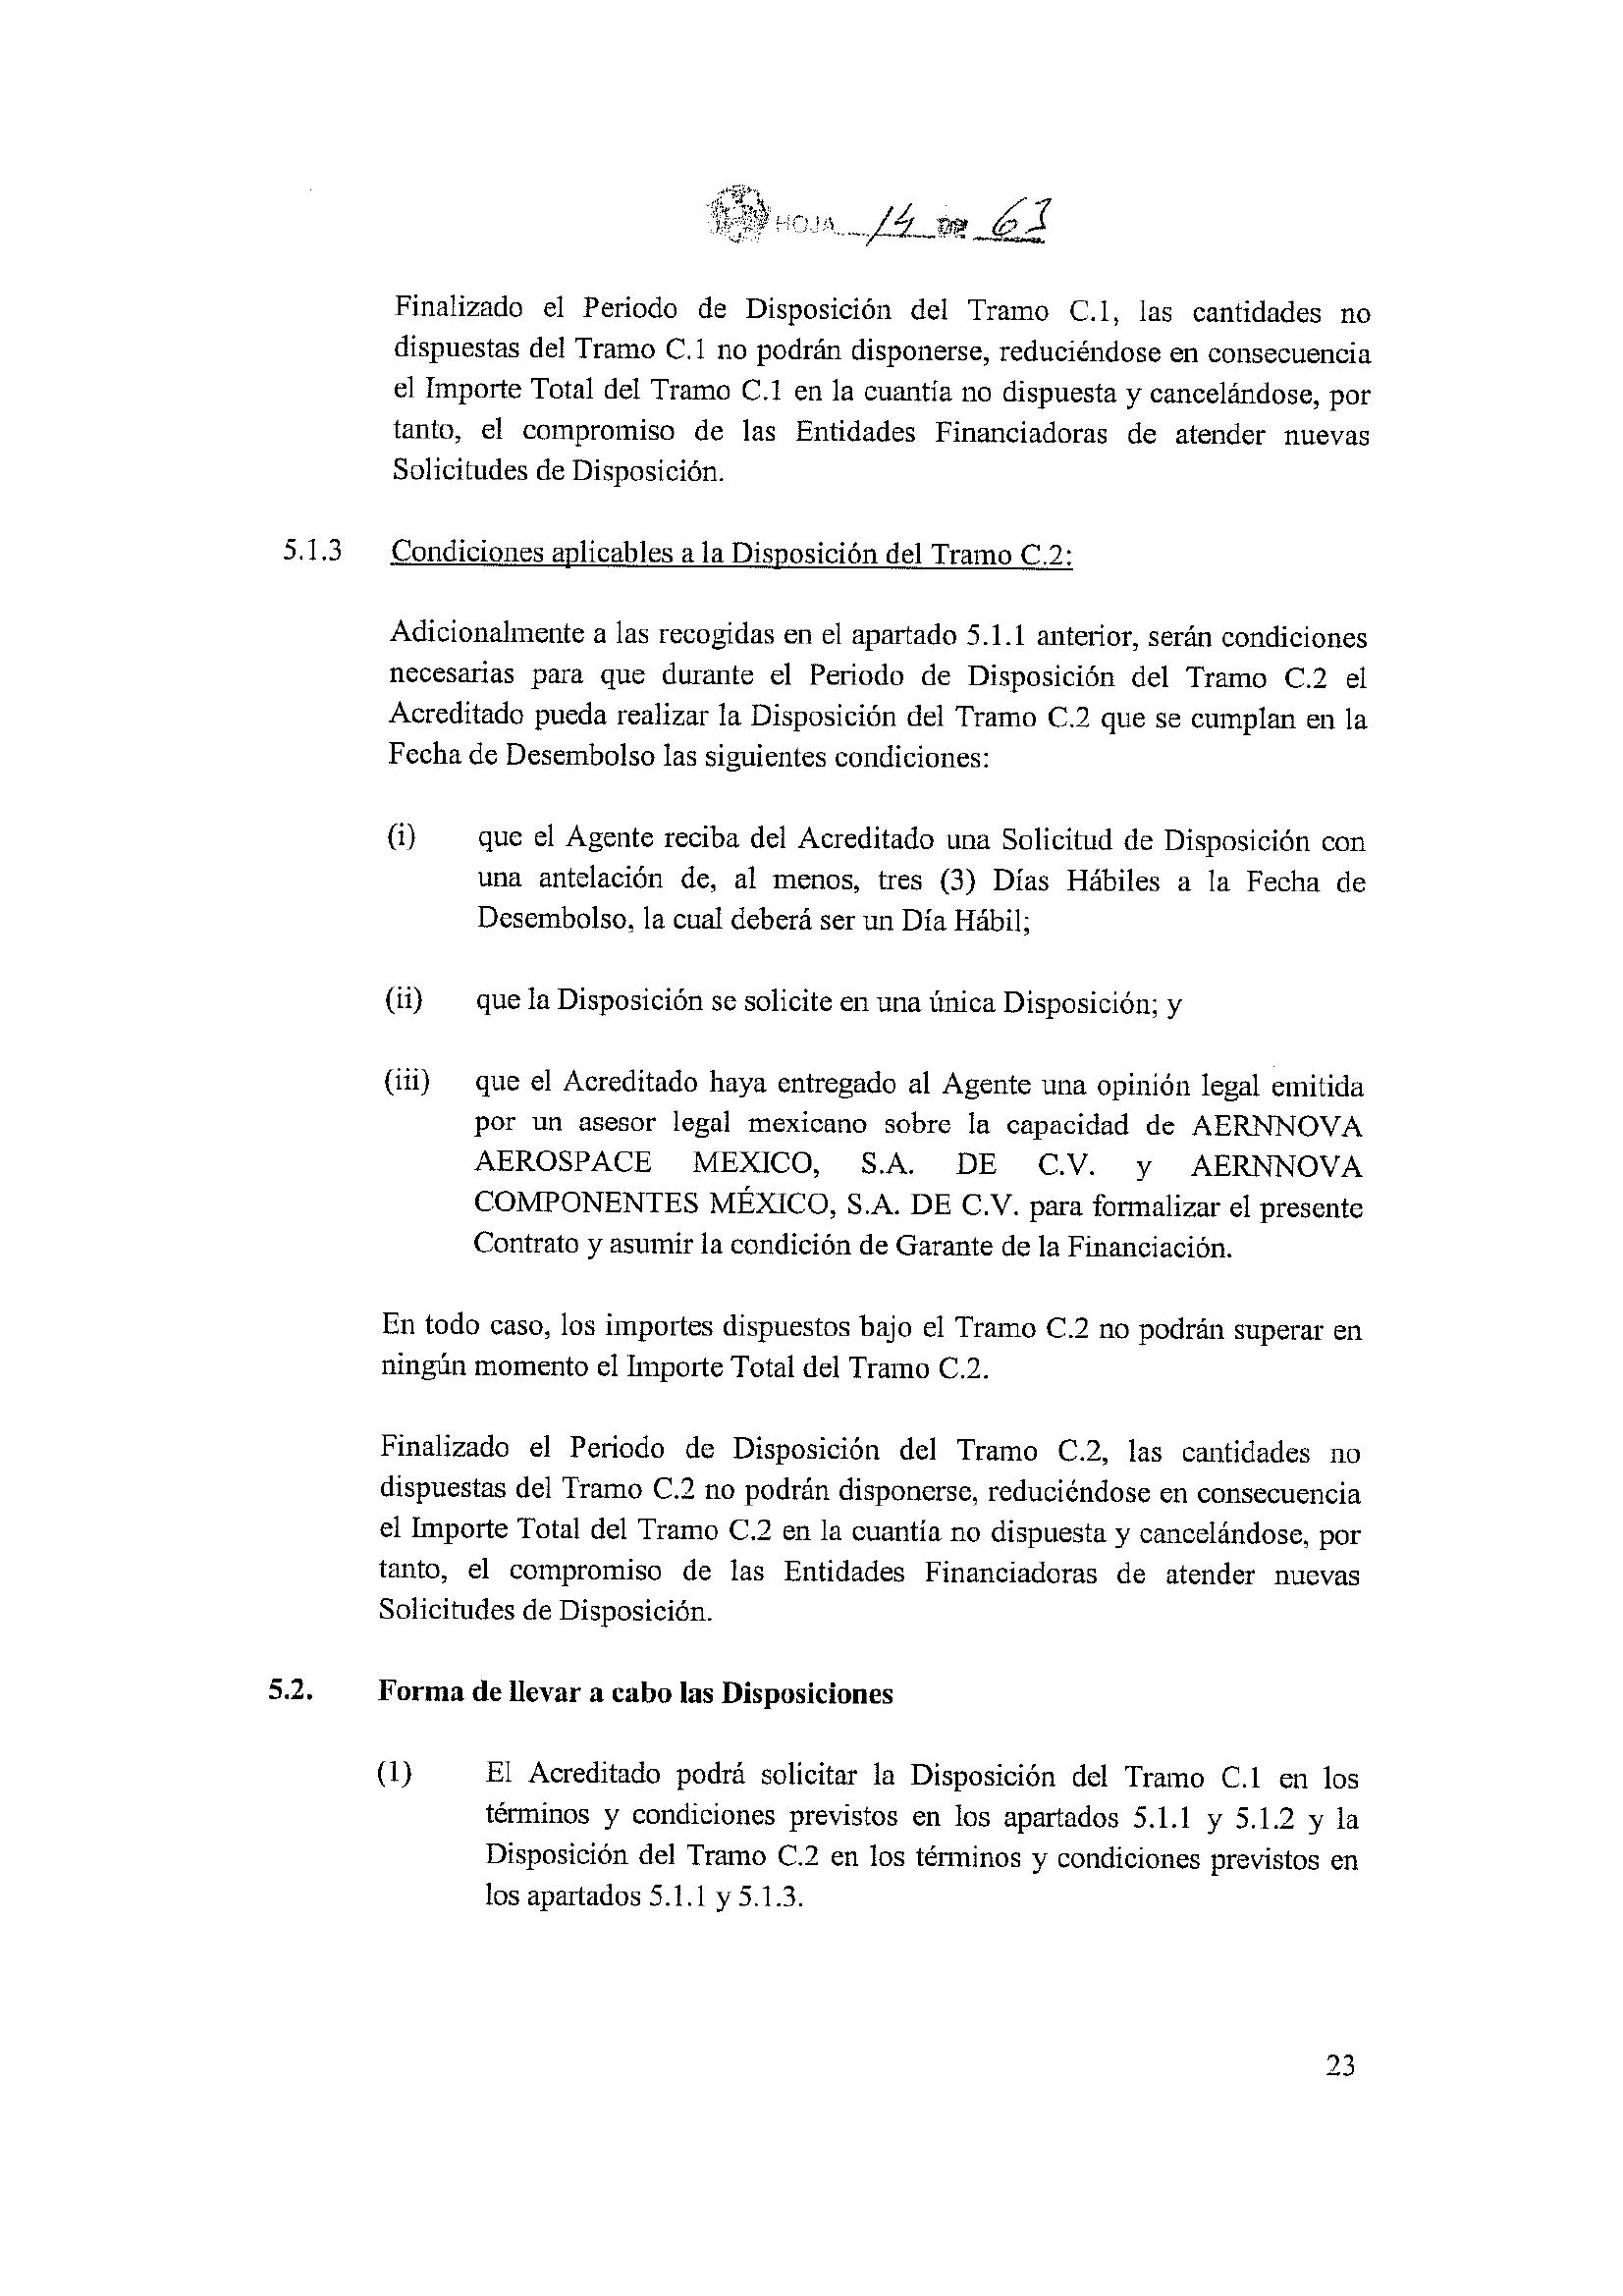 HOJA 14 DE 63
Finalizado el Periodo de Disposición del Tramo C.1, las cantidades no
dispuestas del Tramo C.1 no podrán disponerse, reduciéndose en consecuencia
el Importe Total del Tramo C.1 en la cuantía no dispuesta y cancelándose, por
tanto, el compromiso de las Entidades Financiadoras de atender nuevas
Solicitudes de Disposición.
5.1.3 Condiciones aplicables a la Disposición del Tramo C.2:
Adicionalmente a las recogidas en el apartado 5.1.1 anterior, serán condiciones
necesarias para que durante el Periodo de Disposición del Tramo C.2 el
Acreditado pueda realizar la Disposición del Tramo C.2 que se cumplan en la
Fecha de Desembolso las siguientes condiciones:
(i) que el Agente reciba del Acreditado una Solicitud de Disposición con
una antelación de, al menos, tres (3) Días Hábiles a la Fecha de
Desembolso, la cual deberá ser un Día Hábil;
(ii) que la Disposición se solicite en una única Disposición; y
(iii) que el Acreditado haya entregado al Agente una opinión legal emitida
por un asesor legal mexicano sobre la capacidad de AERNNOVA
AEROSPACE MEXICO, S.A. DE C.V. y AERNNOVA
COMPONENTES MÉXICO, S.A. DE C.V. para formalizar el presente
Contrato y asumir la condición de Garante de la Financiación.
En todo caso, los importes dispuestos bajo el Tramo C.2 no podrán superar en
ningún momento el Importe Total del Tramo C.2.
Finalizado el Periodo de Disposición del Tramo C.2, las cantidades no
dispuestas del Tramo C.2 no podrán disponerse, reduciéndose en consecuencia
el Importe Total del Tramo C.2 en la cuantía no dispuesta y cancelándose, por
tanto, el compromiso de las Entidades Financiadoras de atender nuevas
Solicitudes de Disposición.
5.2. Forma de llevar a cabo las Disposiciones
(1) El Acreditado podrá solicitar la Disposición del Tramo C.1 en los
términos y condiciones previstos en los apartados 5.1.1 y 5.1.2 y la
Disposición del Tramo C.2 en los términos y condiciones previstos en
los apartados 5.1.1 y 5.1.3.
23